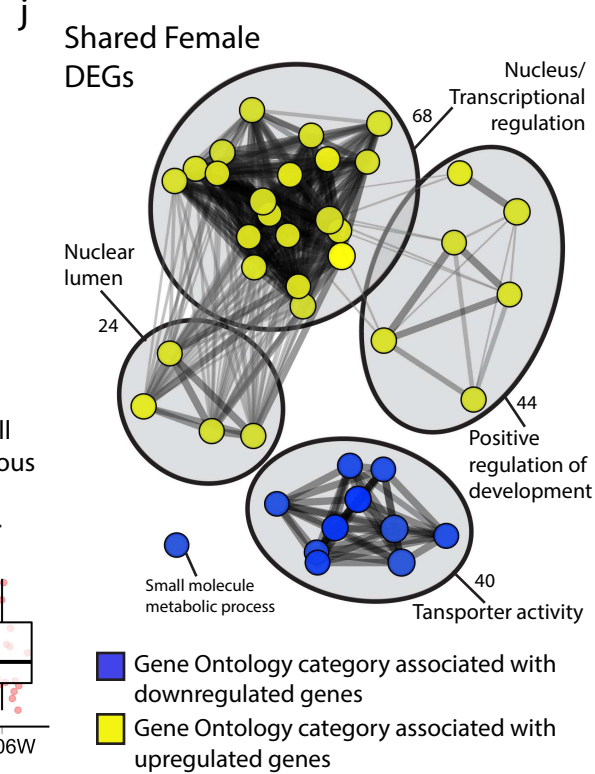 j
Shared Female
DEGs
Nucleus/
Transcriptional
regulation
68
Nuclear
lumen
24
44
Positive
regulation of
development
ll
ous
Small molecule
metabolic process
40
Tansporter activity
Gene Ontology category associated with
downregulated genes
Gene Ontology category associated with
upregulated genes
06W